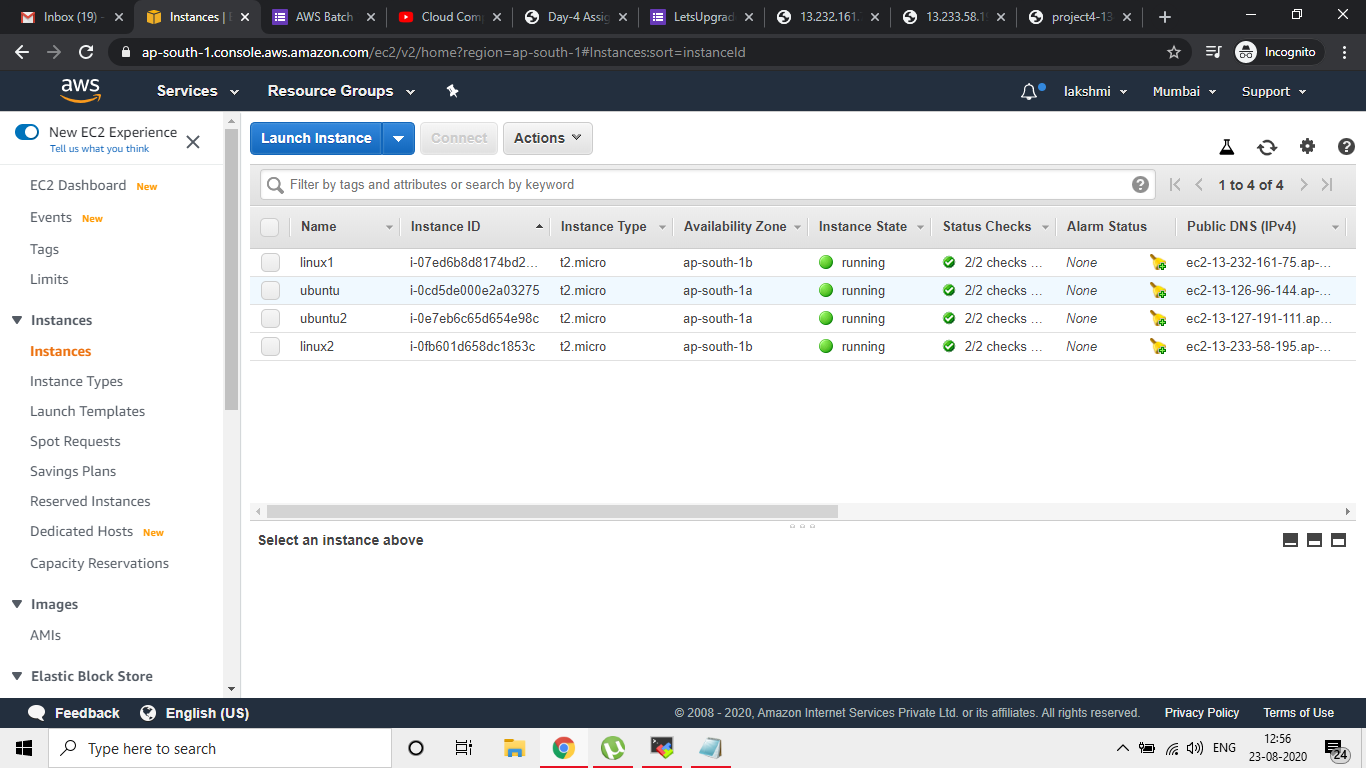 Inbox (19) -
Instances |
AWS Batch
Cloud Comp
Day-4 Assig
LetsUpgrad
13.232.161.
13.233.58.1
project4-13
ap-south-1.console.aws.amazon.com/ec2/v2/home?region=ap-south-1#Instances:sort=instanceId
Incognito
aws
Services
Resource Groups
lakshmi
Mumbai
Support
New EC2 Experience
Tell us what you think
EC2 Dashboard New
Events New
Tags
Limits
Instances
Instances
Instance Types
Launch Templates
Spot Requests
Savings Plans
Reserved Instances
Dedicated Hosts New
Capacity Reservations
Images
AMIs
Elastic Block Store
Launch Instance
Connect
Actions
Filter by tags and attributes or search by keyword
1 to 4 of 4
Name Instance ID Instance Type Availability Zone Instance State Status Checks Alarm Status Public DNS (IPv4)
linux1 i-07ed6b8d8174bd2... t2.micro ap-south-1b running 2/2 checks ... None ec2-13-232-161-75.ap-...
ubuntu i-0cd5de000e2a03275 t2.micro ap-south-1a running 2/2 checks ... None ec2-13-126-96-144.ap-...
ubuntu2 i-0e7eb6c65d654e98c t2.micro ap-south-1a running 2/2 checks ... None ec2-13-127-191-111.ap...
linux2 i-0fb601d658dc1853c t2.micro ap-south-1b running 2/2 checks ... None ec2-13-233-58-195.ap-...
Select an instance above
Feedback
English (US)
© 2008 - 2020, Amazon Internet Services Private Ltd. or its affiliates. All rights reserved.
Privacy Policy
Terms of Use
Type here to search
ENG
12:56
23-08-2020
24